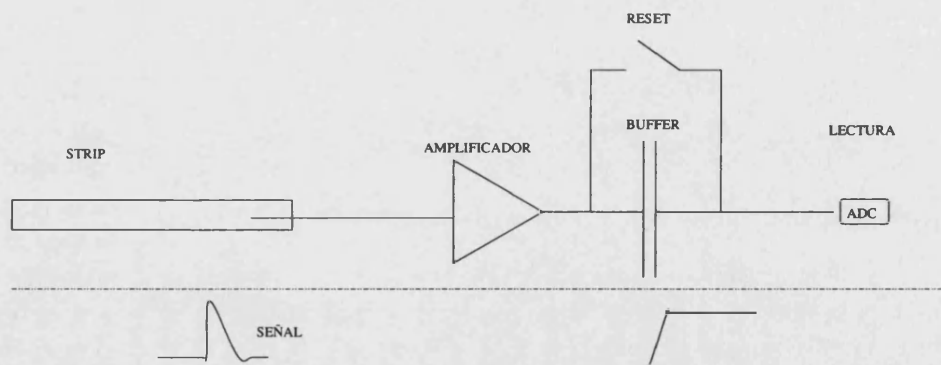 RESET
BUFFER
LECTURA
STRIP
AMPLIFICADOR
ADC
SEÑAL